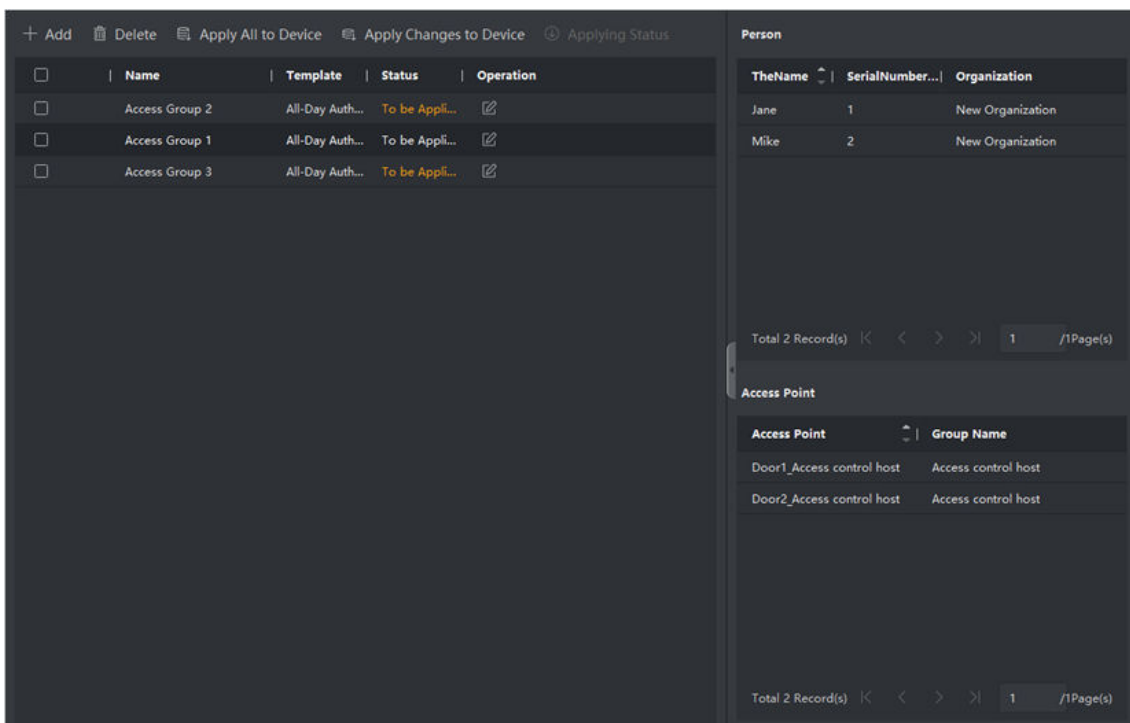 Add Delete Apply All to Device Apply Changes to Device Applying Status
Name Template Status Operation
Access Group 2 All-Day Auth... To be Appli...
Access Group 1 All-Day Auth... To be Appli...
Access Group 3 All-Day Auth... To be Appli...
Person
TheName SerialNumber... Organization
Jane 1 New Organization
Mike 2 New Organization
Total 2 Record(s) 1 /1Page(s)
Access Point
Access Point Group Name
Door1_Access control host Access control host
Door2_Access control host Access control host
Total 2 Record(s) 1 /1Page(s)